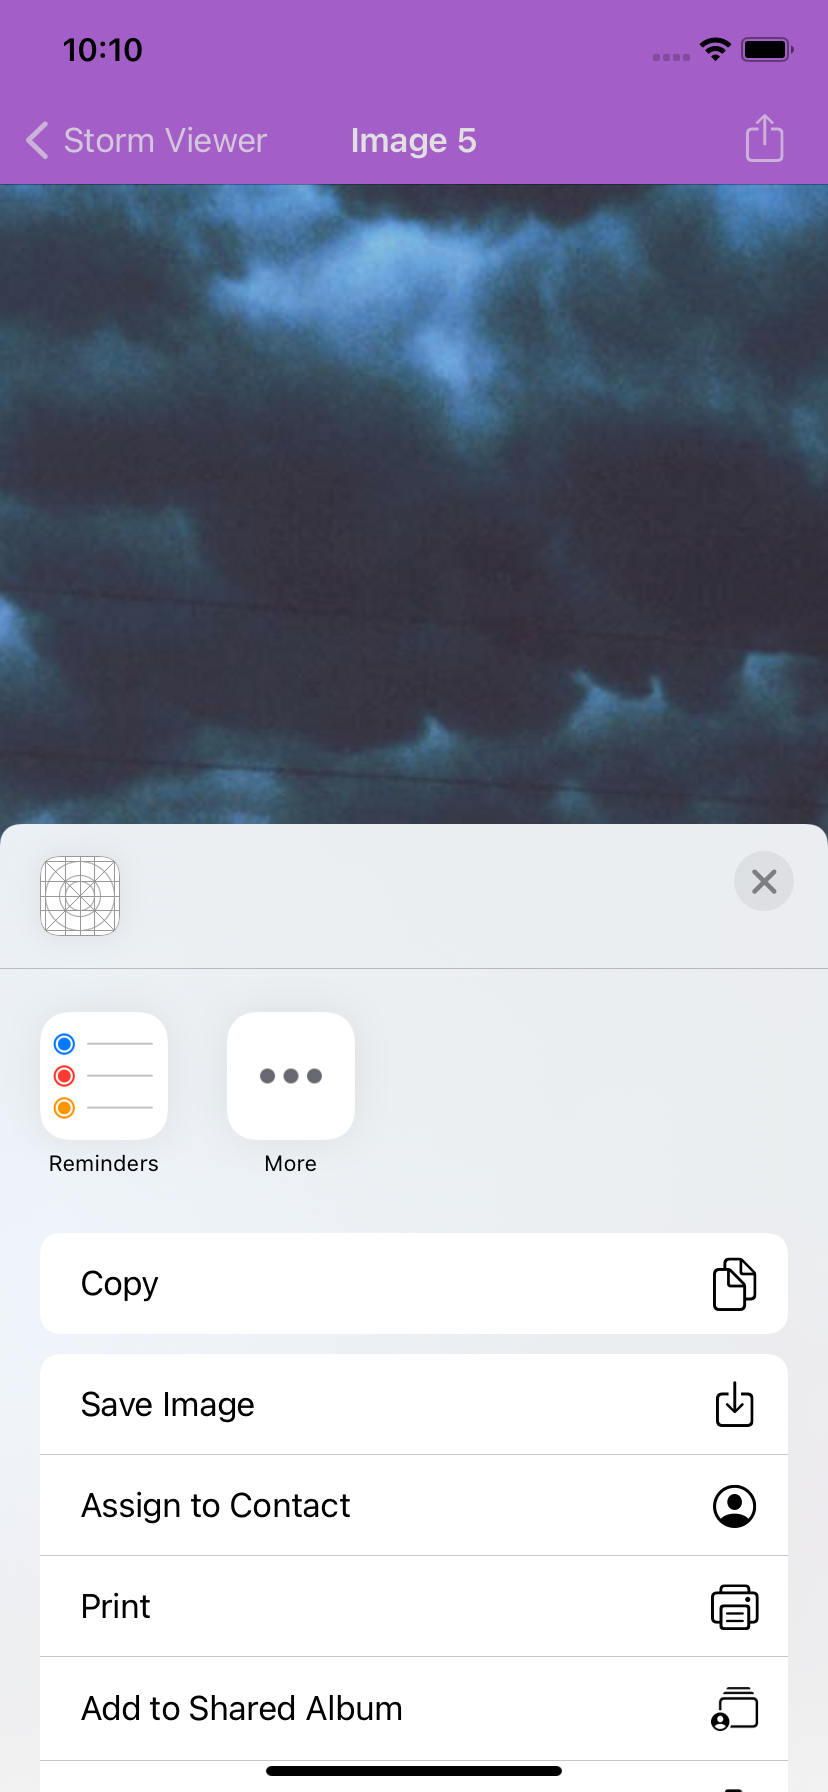 10:10
Storm Viewer
Image 5
Reminders
More
Copy
Save Image
Assign to Contact
Print
Add to Shared Album